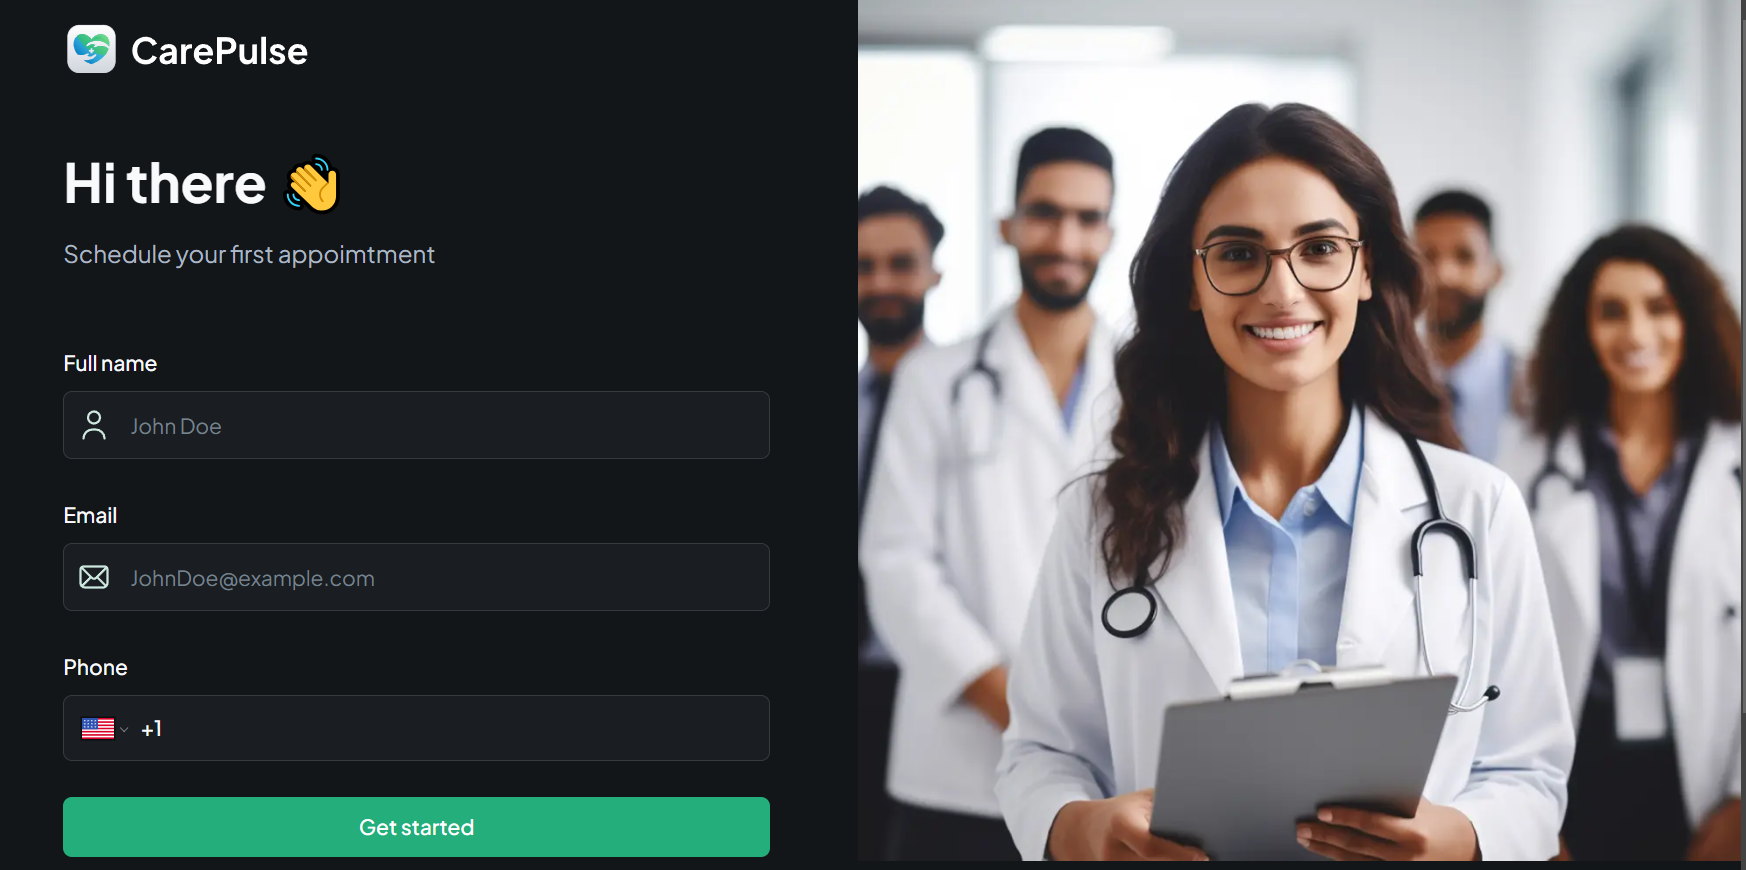 CarePulse
Hi there 👋
Schedule your first appoimtment
Full name
John Doe
Email
JohnDoe@example.com
Phone
+1
Get started